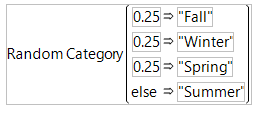 Random Category
0.25 ⇒ "Fall"
0.25 ⇒ "Winter"
0.25 ⇒ "Spring"
else ⇒ "Summer"